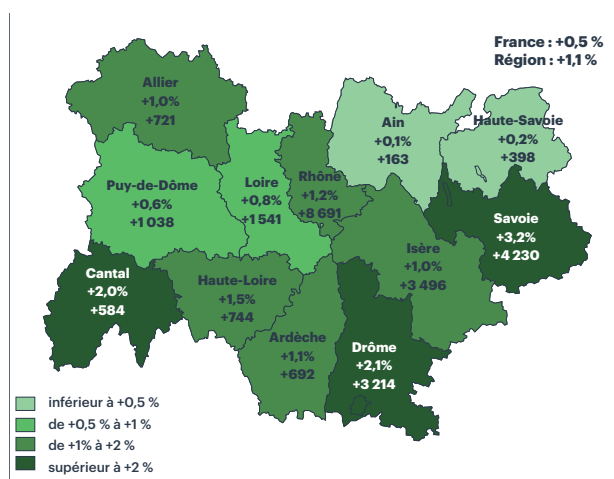 France : +0,5 %
Région : +1,1 %
Allier
+1,0%
+721
Ain
+0,1%
+163
Haute-Savoie
+0,2%
+398
Puy-de-Dôme
+0,6%
+1 038
Loire
+0,8%
+1 541
Rhône
+1,2%
+8 691
Savoie
+3,2%
+4 230
Isère
+1,0%
+3 496
Cantal
+2,0%
+584
Haute-Loire
+1,5%
+744
Ardèche
+1,1%
+692
Drôme
+2,1%
+3 214
inférieur à +0,5 %
de +0,5 % à +1 %
de +1% à +2 %
supérieur à +2 %